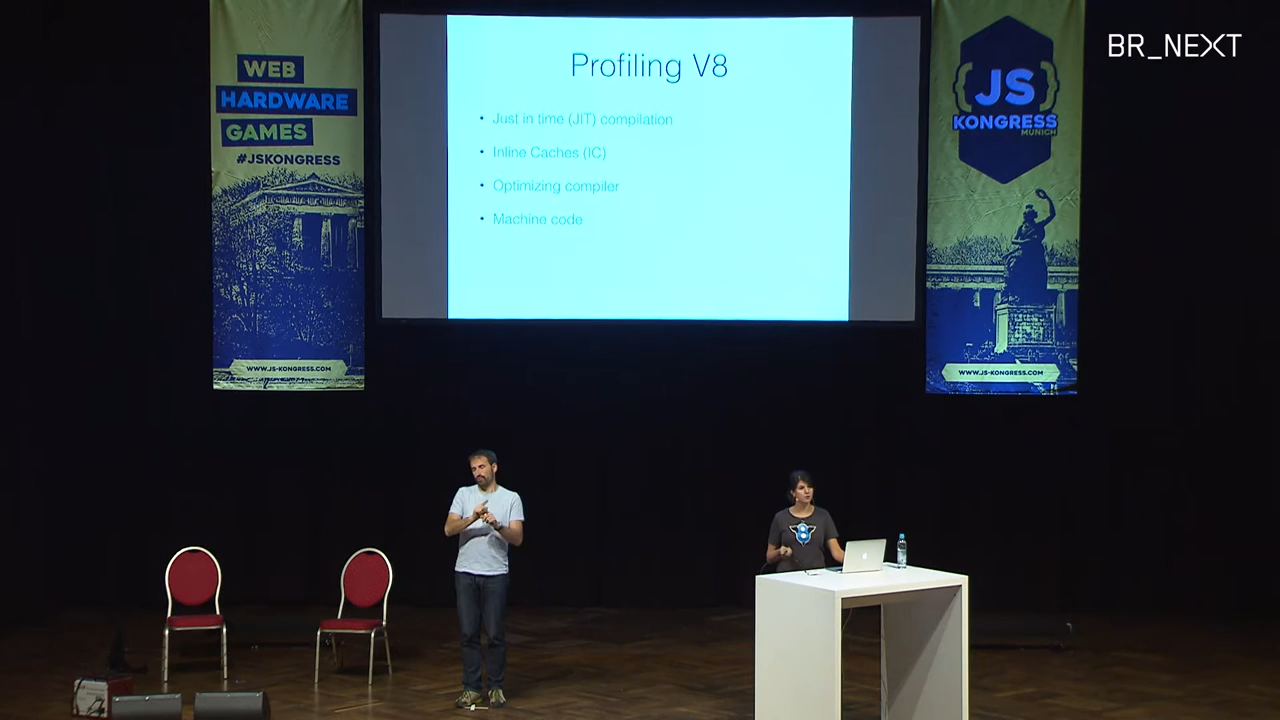 WEB
HARDWARE
GAMES
#JSKONGRESS
WWW.JS-KONGRESS.COM
Profiling V8
• Just in time (JIT) compilation
• Inline Caches (IC)
• Optimizing compiler
• Machine code
BR_NEXT
{JS}
KONGRESS
MUNICH
WWW.JS-KONGRESS.COM
8